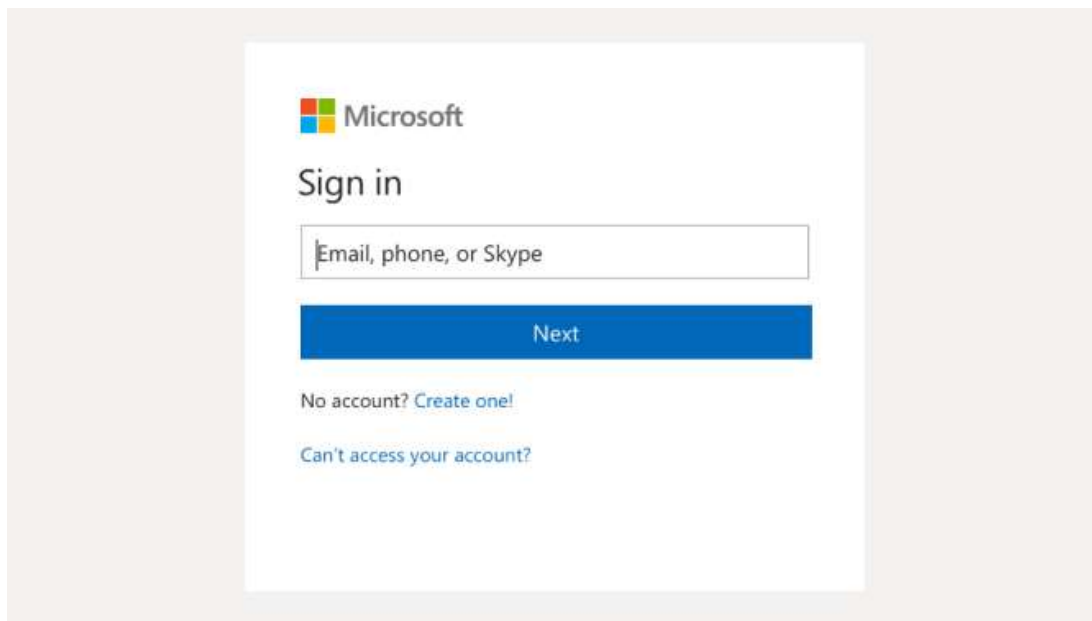 Microsoft
Sign in
Email, phone, or Skype
Next
No account? Create one!
Can't access your account?